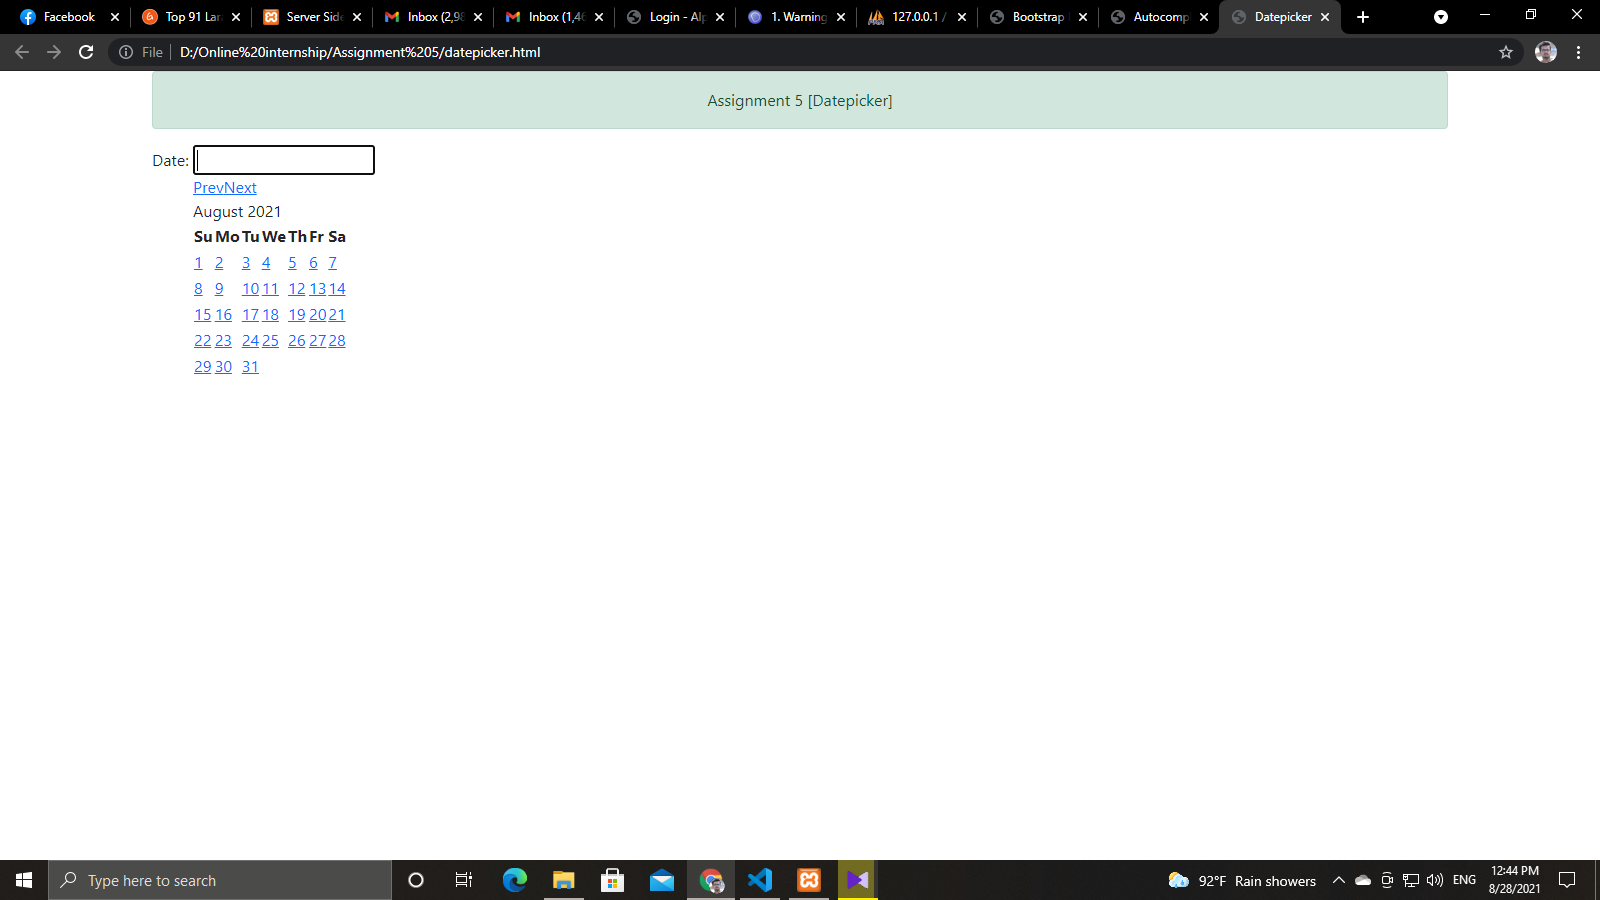 Facebook
Top 91 Lar
Server Side
Inbox (2,98
Inbox (1,46
Login - Alp
1. Warning
127.0.0.1 /
Bootstrap
Autocomp
Datepicker
File
D:/Online%20internship/Assignment%205/datepicker.html
Assignment 5 [Datepicker]
Date:
PrevNext
August 2021
Su Mo Tu We Th Fr Sa
1 2 3 4 5 6 7
8 9 10 11 12 13 14
15 16 17 18 19 20 21
22 23 24 25 26 27 28
29 30 31
Type here to search
92°F Rain showers
ENG
12:44 PM
8/28/2021